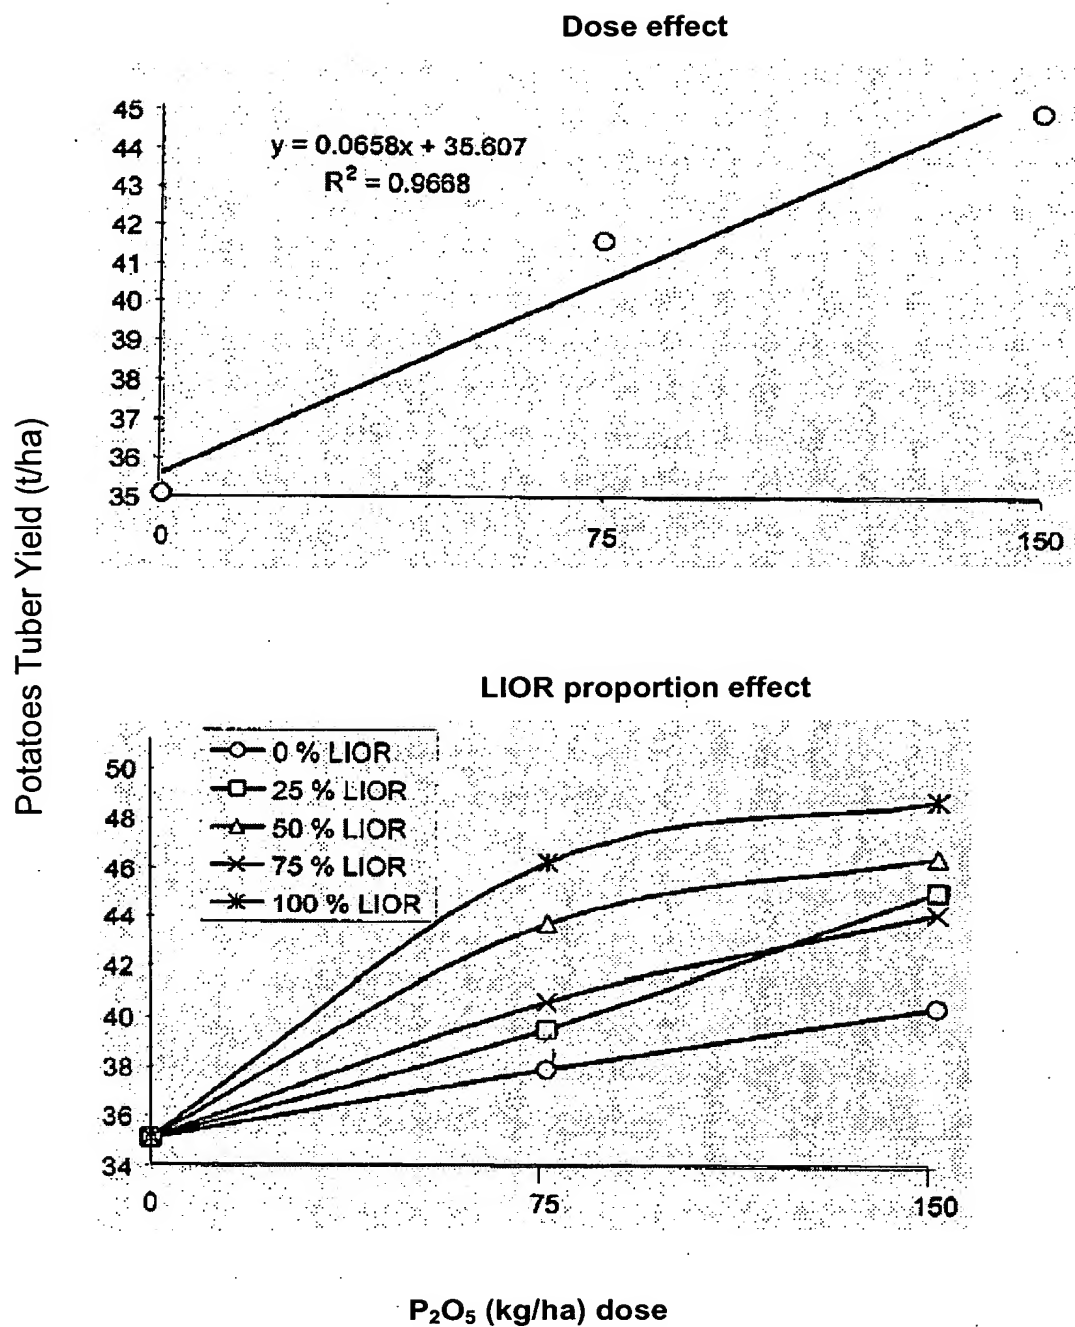 Dose effect
45
44
43
42
41
40
39
38
37
36
35
y = 0.0658x + 35.607
R² = 0.9668
0 75 150
Potatoes Tuber Yield (t/ha)
LIOR proportion effect
50
48
46
44
42
40
38
36
34
0 % LIOR
25 % LIOR
50 % LIOR
75 % LIOR
100 % LIOR
0 75 150
P₂O₅ (kg/ha) dose